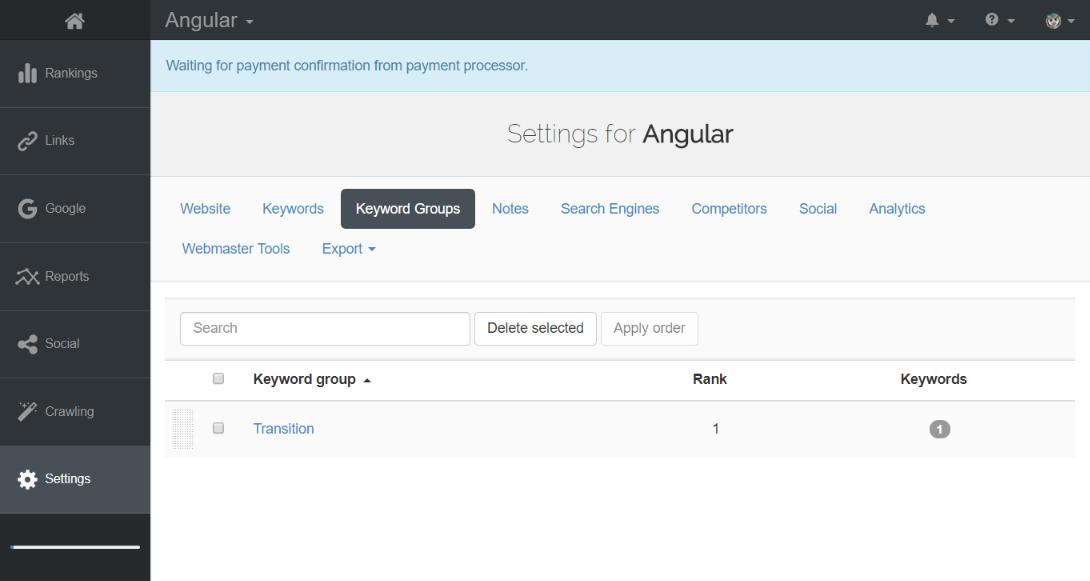 Angular
Waiting for payment confirmation from payment processor.
Rankings
Links
Google
Reports
Social
Crawling
Settings
Settings for Angular
Website Keywords Keyword Groups Notes Search Engines Competitors Social Analytics
Webmaster Tools Export
Search Delete selected Apply order
Keyword group Rank Keywords
Transition 1 1